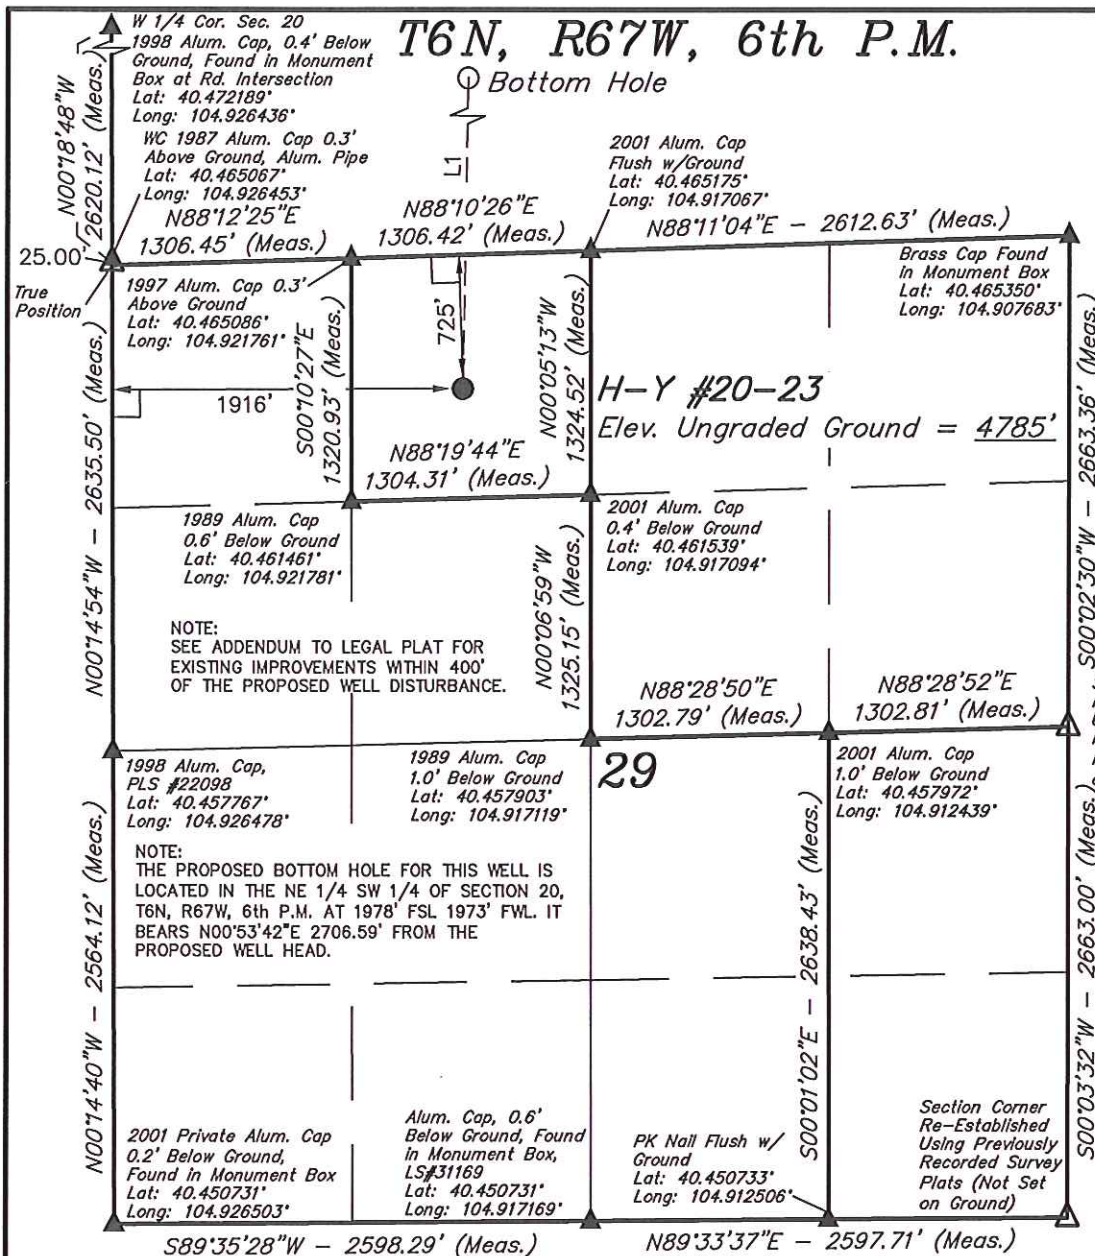 T6N, R67W, 6th P.M.
W 1/4 Cor. Sec. 20
1998 Alum. Cap, 0.4' Below
Ground, Found in Monument
Box at Rd. Intersection
Lat: 40.472189°
Long: 104.926436°
Bottom Hole
N00°18'48"W
2620.12' (Meas.)
WC 1987 Alum. Cap 0.3'
Above Ground, Alum. Pipe
Lat: 40.465067°
Long: 104.926453°
L1
2001 Alum. Cap
Flush w/Ground
Lat: 40.465175°
Long: 104.917067°
N88°12'25"E
1306.45' (Meas.)
N88°10'26"E
1306.42' (Meas.)
N88°11'04"E – 2612.63' (Meas.)
25.00'
True
Position
1997 Alum. Cap 0.3'
Above Ground
Lat: 40.465086°
Long: 104.921761°
Brass Cap Found
in Monument Box
Lat: 40.465350°
Long: 104.907683°
725'
1916'
S00°10'27"E
1320.93' (Meas.)
N00°05'13"W
1324.52' (Meas.)
H–Y #20–23
Elev. Ungraded Ground = 4785'
N88°19'44"E
1304.31' (Meas.)
N00°14'54"W – 2635.50' (Meas.)
S00°02'30"W – 2663.36' (Meas.)
1989 Alum. Cap
0.6' Below Ground
Lat: 40.461461°
Long: 104.921781°
2001 Alum. Cap
0.4' Below Ground
Lat: 40.461539°
Long: 104.917094°
NOTE:
SEE ADDENDUM TO LEGAL PLAT FOR
EXISTING IMPROVEMENTS WITHIN 400'
OF THE PROPOSED WELL DISTURBANCE.
N00°06'59"W
1325.15' (Meas.)
N88°28'50"E
1302.79' (Meas.)
N88°28'52"E
1302.81' (Meas.)
1998 Alum. Cap,
PLS #22098
Lat: 40.457767°
Long: 104.926478°
1989 Alum. Cap
1.0' Below Ground
Lat: 40.457903°
Long: 104.917119°
29
2001 Alum. Cap
1.0' Below Ground
Lat: 40.457972°
Long: 104.912439°
NOTE:
THE PROPOSED BOTTOM HOLE FOR THIS WELL IS
LOCATED IN THE NE 1/4 SW 1/4 OF SECTION 20,
T6N, R67W, 6th P.M. AT 1978' FSL 1973' FWL. IT
BEARS N00°53'42"E 2706.59' FROM THE
PROPOSED WELL HEAD.
N00°14'40"W – 2564.12' (Meas.)
S00°01'02"E – 2638.43' (Meas.)
S00°03'32"W – 2663.00' (Meas.)
2001 Private Alum. Cap
0.2' Below Ground,
Found in Monument Box
Lat: 40.450731°
Long: 104.926503°
Alum. Cap, 0.6'
Below Ground, Found
in Monument Box,
LS#31169
Lat: 40.450731°
Long: 104.917169°
PK Nail Flush w/
Ground
Lat: 40.450733°
Long: 104.912506°
Section Corner
Re-Established
Using Previously
Recorded Survey
Plats (Not Set
on Ground)
S89°35'28"W – 2598.29' (Meas.)
N89°33'37"E – 2597.71' (Meas.)